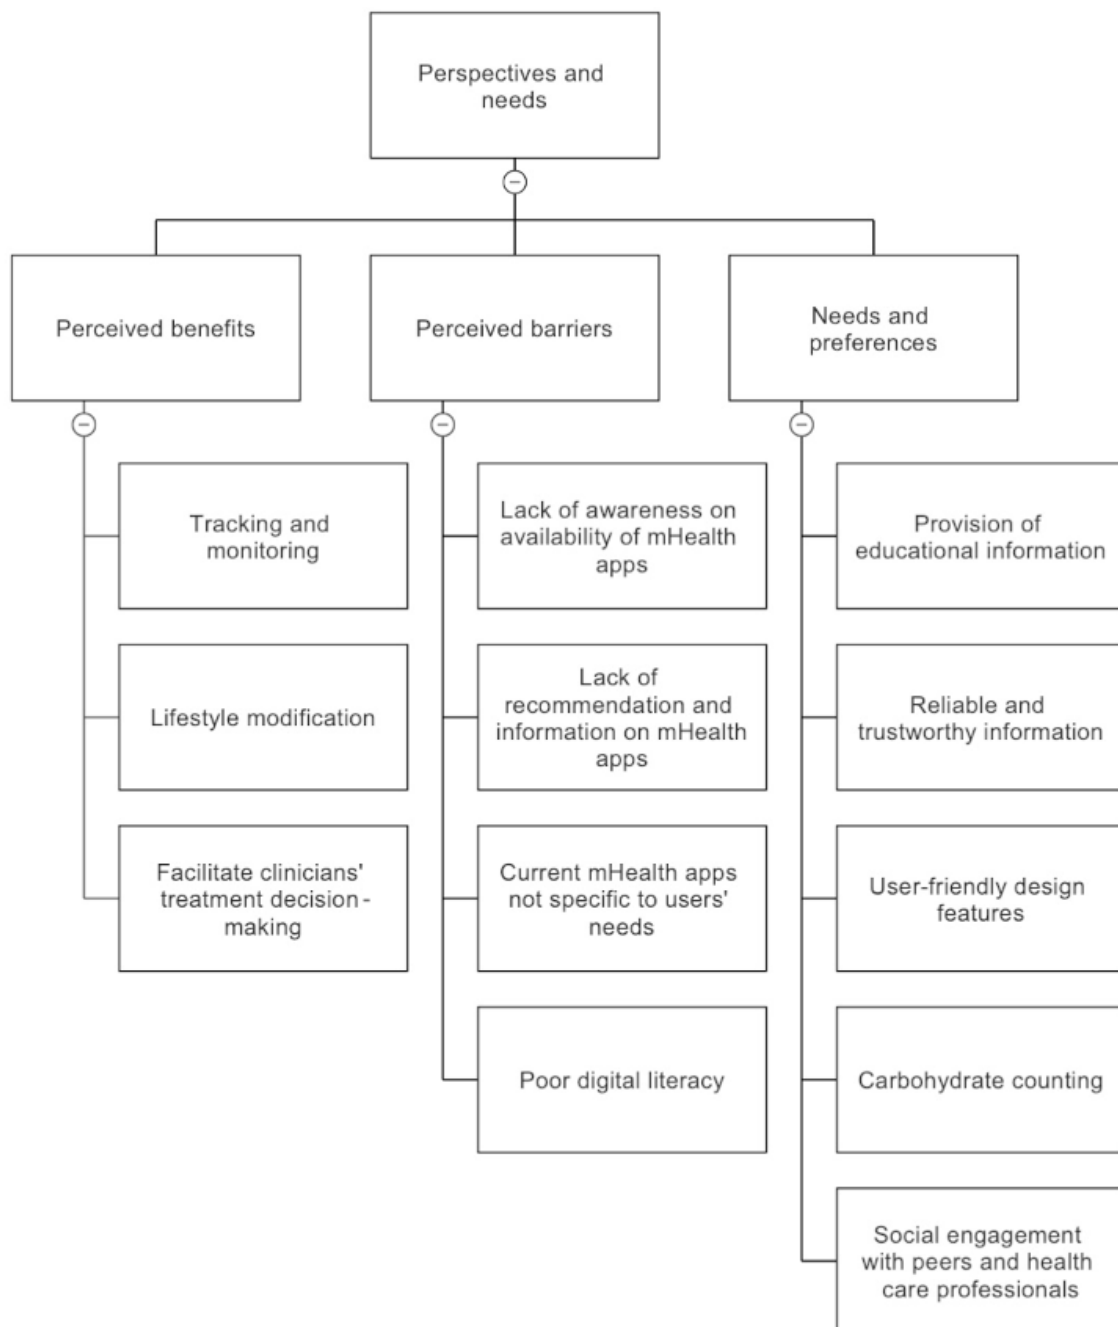 Perspectives and
needs
Perceived benefits
Perceived barriers
Needs and
preferences
Tracking and
monitoring
Lifestyle modification
Facilitate clinicians'
treatment decision-
making
Lack of awareness on
availability of mHealth
apps
Lack of
recommendation and
information on mHealth
apps
Current mHealth apps
not specific to users'
needs
Poor digital literacy
Provision of
educational information
Reliable and
trustworthy information
User-friendly design
features
Carbohydrate counting
Social engagement
with peers and health
care professionals